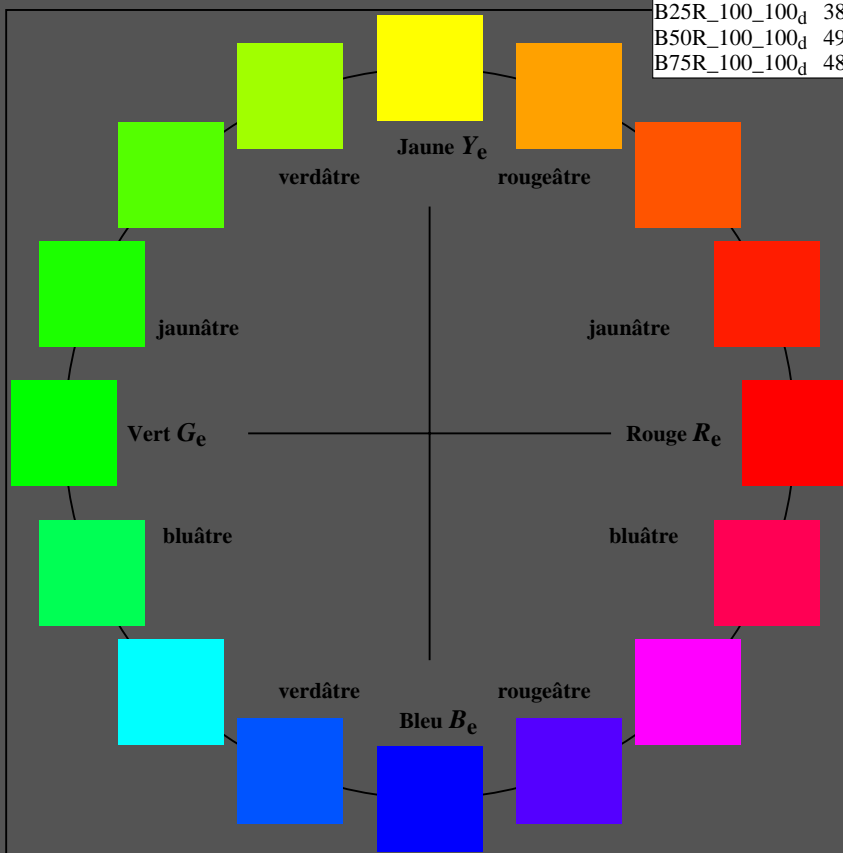 B25R_100_100d 38
B50R_100_100d 49
B75R_100_100d 48
Jaune Ye
verdâtre rougeâtre
jaunâtre jaunâtre
Vert Ge Rouge Re
bluâtre bluâtre
verdâtre rougeâtre
Bleu Be